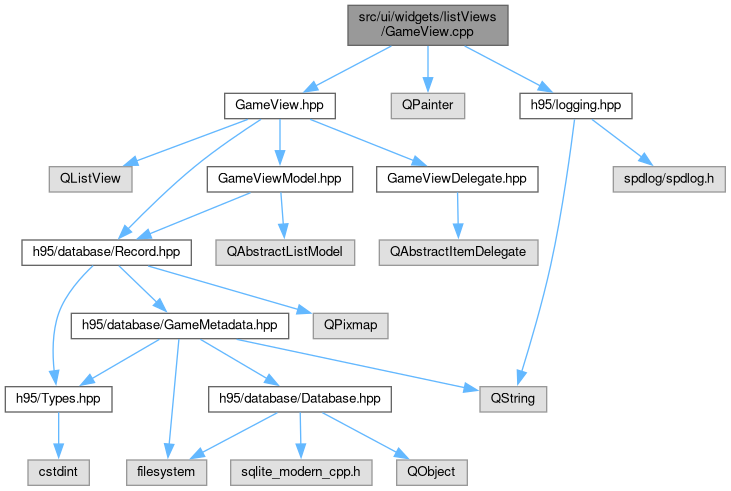 src/ui/widgets/listViews
/GameView.cpp
GameView.hpp
QPainter
h95/logging.hpp
QListView
GameViewModel.hpp
GameViewDelegate.hpp
spdlog/spdlog.h
h95/database/Record.hpp
QAbstractListModel
QAbstractItemDelegate
h95/database/GameMetadata.hpp
QPixmap
h95/Types.hpp
h95/database/Database.hpp
QString
cstdint
filesystem
sqlite_modern_cpp.h
QObject